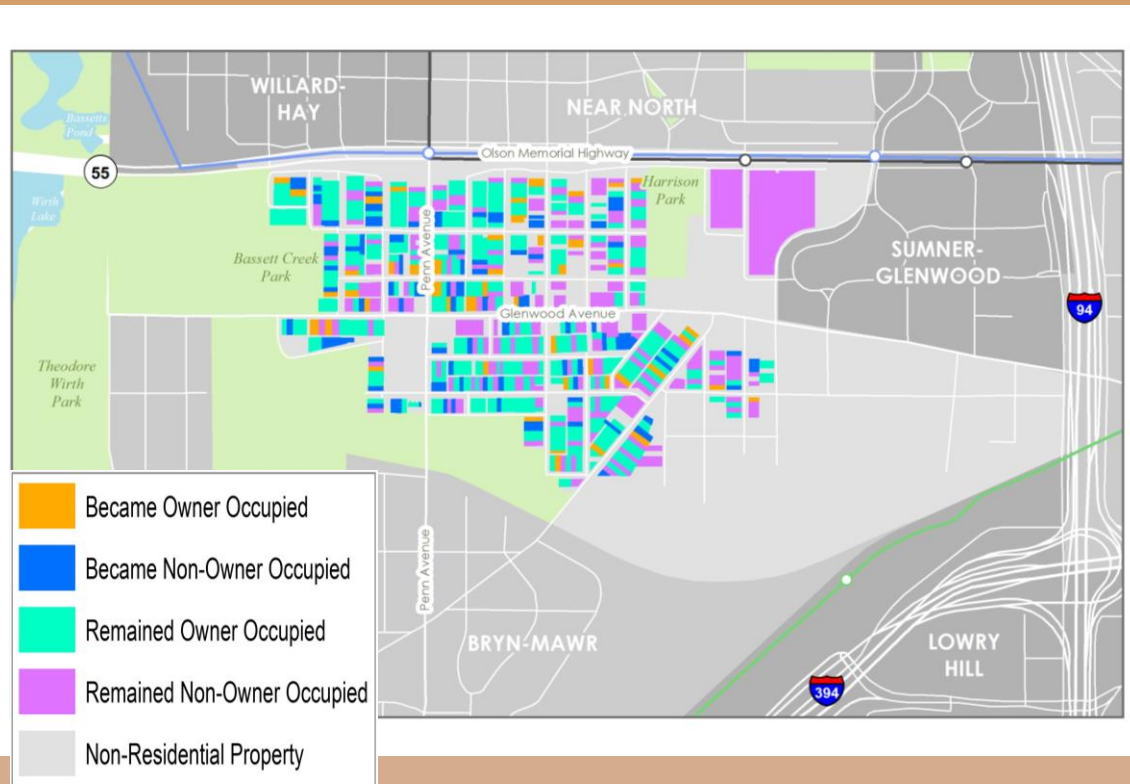 WILLARD-
HAY
NEAR NORTH
Bassetts
Pond
Olson Memorial Highway
55
Wirth
Lake
Harrison
Park
Penn Avenue
SUMNER-
GLENWOOD
Bassett Creek
Park
94
Glenwood Avenue
Theodore
Wirth
Park
Penn Avenue
BRYN-MAWR
LOWRY
HILL
394
Became Owner Occupied
Became Non-Owner Occupied
Remained Owner Occupied
Remained Non-Owner Occupied
Non-Residential Property